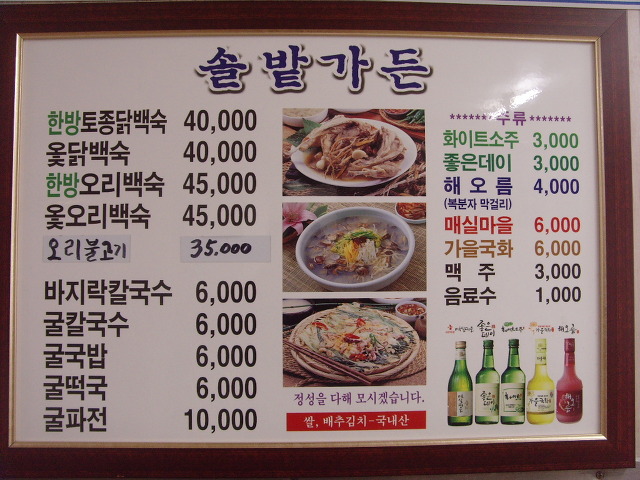 솔밭가든
한방토종닭백숙 40,000
옻닭백숙 40,000
한방오리백숙 45,000
옻오리백숙 45,000
오리불고기 35.000
바지락칼국수 6,000
굴칼국수 6,000
굴국밥 6,000
굴떡국 6,000
굴파전 10,000
정성을 다해 모시겠습니다.
쌀, 배추김치-국내산
*******주류*******
화이트소주 3,000
좋은데이 3,000
해오름 4,000
(복분자 막걸리)
매실마을 6,000
가을국화 6,000
맥주 3,000
음료수 1,000
좋은데이